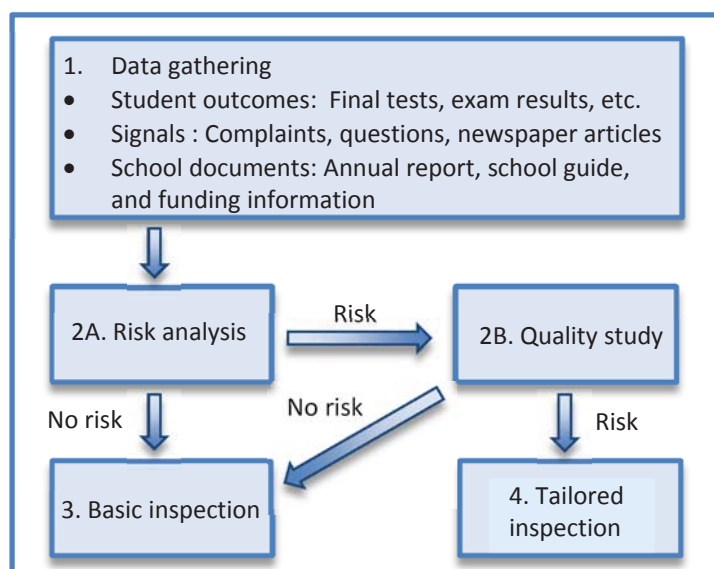 1. Data gathering
• Student outcomes: Final tests, exam results, etc.
• Signals : Complaints, questions, newspaper articles
• School documents: Annual report, school guide,
and funding information
2A. Risk analysis
Risk
2B. Quality study
No risk
No risk
Risk
3. Basic inspection
4. Tailored
inspection